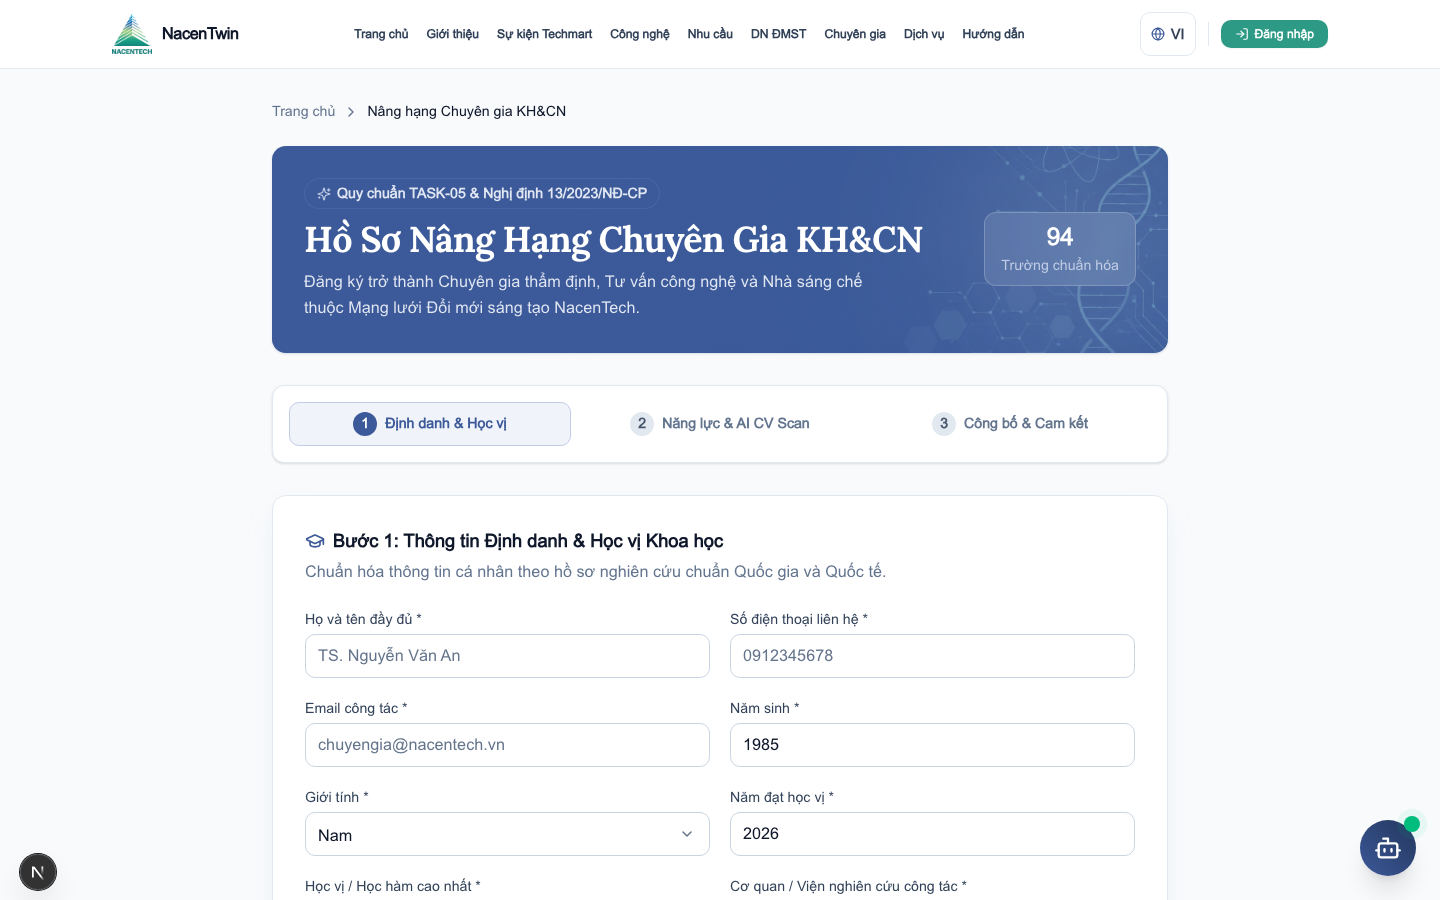 NACENTECH
NacenTwin
Trang chủ
Giới thiệu
Sự kiện Techmart
Công nghệ
Nhu cầu
DN ĐMST
Chuyên gia
Dịch vụ
Hướng dẫn
VI
Đăng nhập
Trang chủ
Nâng hạng Chuyên gia KH&CN
Quy chuẩn TASK-05 & Nghị định 13/2023/NĐ-CP
Hồ Sơ Nâng Hạng Chuyên Gia KH&CN
Đăng ký trở thành Chuyên gia thẩm định, Tư vấn công nghệ và Nhà sáng chế
thuộc Mạng lưới Đổi mới sáng tạo NacenTech.
94
Trường chuẩn hóa
1 Định danh & Học vị
2 Năng lực & AI CV Scan
3 Công bố & Cam kết
Bước 1: Thông tin Định danh & Học vị Khoa học
Chuẩn hóa thông tin cá nhân theo hồ sơ nghiên cứu chuẩn Quốc gia và Quốc tế.
Họ và tên đầy đủ *
Số điện thoại liên hệ *
TS. Nguyễn Văn An
0912345678
Email công tác *
Năm sinh *
chuyengia@nacentech.vn
1985
Giới tính *
Năm đạt học vị *
Nam
2026
Học vị / Học hàm cao nhất *
Cơ quan / Viện nghiên cứu công tác *
N